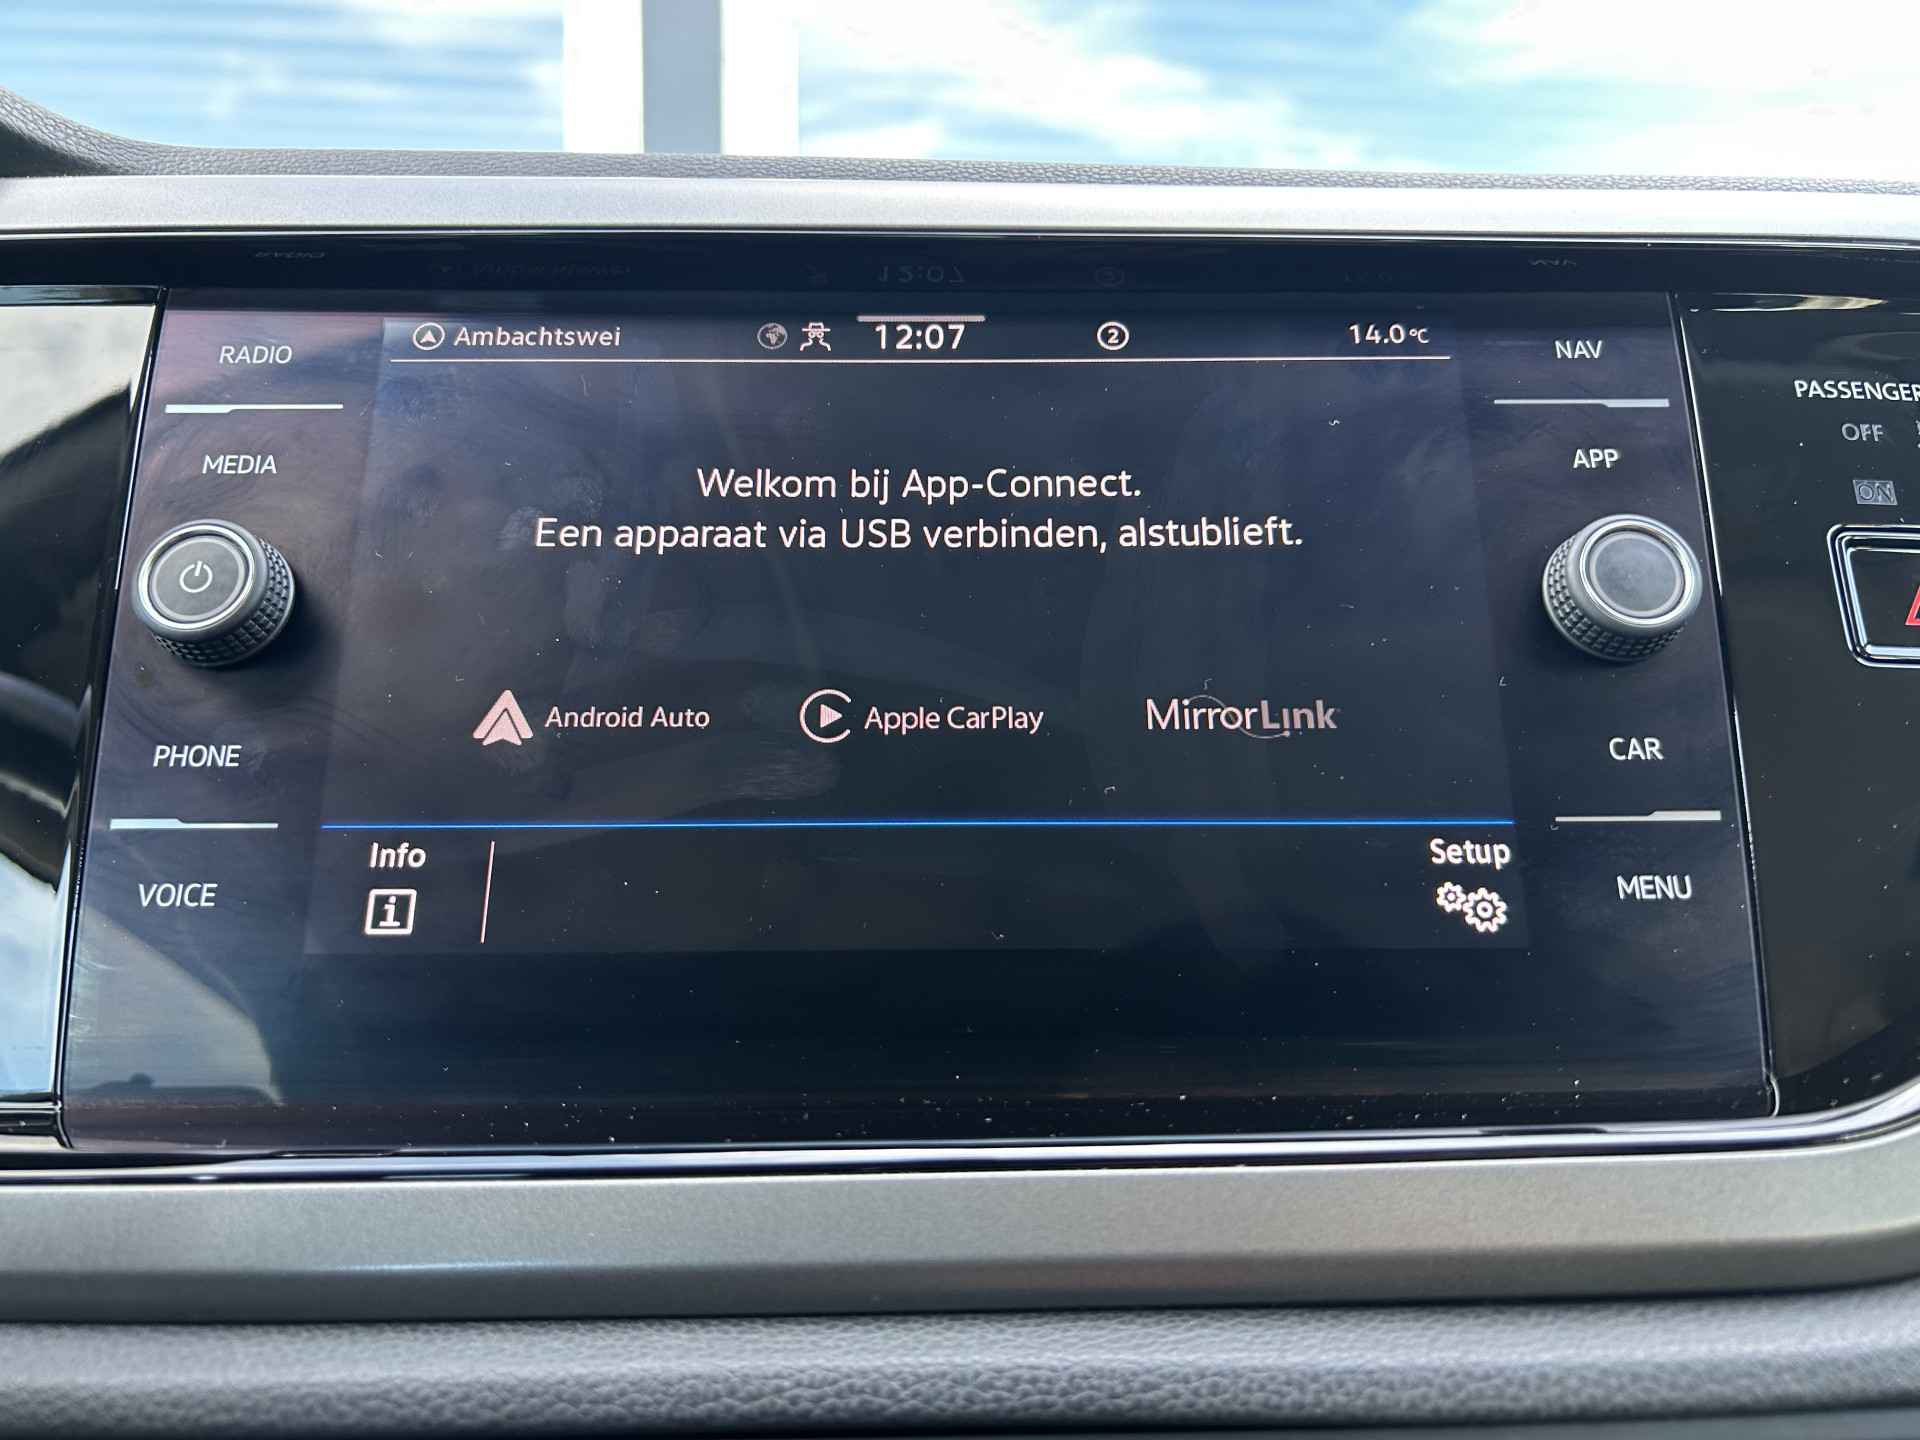 Ambachtswei 12:07 2 14.0°C
RADIO
MEDIA
PHONE
VOICE
Welkom bij App-Connect.
Een apparaat via USB verbinden, alstublieft.
Android Auto Apple CarPlay MirrorLink
Info
Setup
NAV
APP
CAR
MENU
PASSENGER
OFF
ON